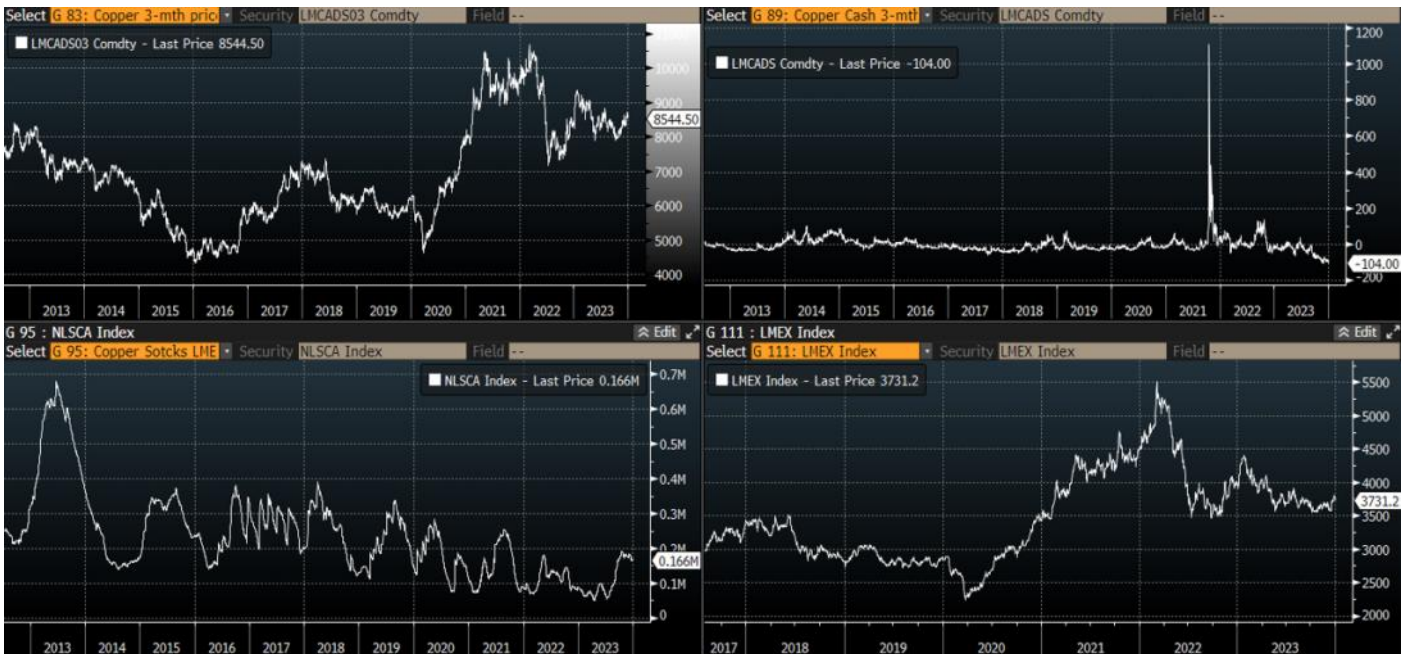 Select G 83: Copper 3-mth pric Security LMCADS03 Comdty Field --
LMCADS03 Comdty - Last Price 8544.50
11000
10000
9000
8544.50
8000
7000
6000
5000
4000
2013 2014 2015 2016 2017 2018 2019 2020 2021 2022 2023
Select G 89: Copper Cash 3-mth Security LMCADS Comdty Field --
LMCADS Comdty - Last Price -104.00
1200
1000
800
600
400
200
0
-104.00
-200
2013 2014 2015 2016 2017 2018 2019 2020 2021 2022 2023
G 95 : NLSCA Index Edit
Select G 95: Copper Sotcks LME Security NLSCA Index Field --
NLSCA Index - Last Price 0.166M
0.7M
0.6M
0.5M
0.4M
0.3M
0.2M
0.166M
0.1M
0
2013 2014 2015 2016 2017 2018 2019 2020 2021 2022 2023
G 111 : LMEX Index Edit
Select G 111: LMEX Index Security LMEX Index Field --
LMEX Index - Last Price 3731.2
5500
5000
4500
4000
3731.2
3500
3000
2500
2000
2017 2018 2019 2020 2021 2022 2023